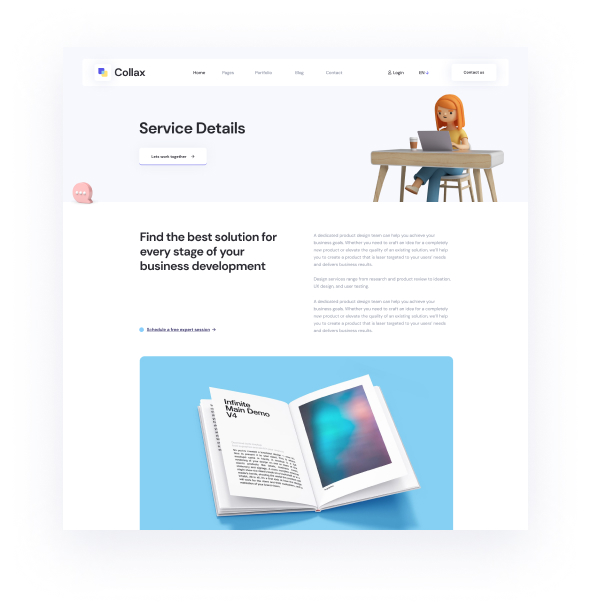 Collax
Home Pages Portfolio Blog Contact Login EN Contact us
Service Details
Lets work together →
Find the best solution for
every stage of your
business development
A dedicated product design team can help you achieve your
business goals. Whether you need to craft an idea for a completely
new product or elevate the quality of an existing solution, we'll help
you to create a product that is laser targeted to your users' needs
and delivers business results.
Design services range from research and product review to ideation,
UX design, and user testing.
A dedicated product design team can help you achieve your
business goals. Whether you need to craft an idea for a completely
new product or elevate the quality of an existing solution, we'll help
you to create a product that is laser targeted to your users' needs
and delivers business results.
Schedule a free expert session →
Infinite
Main Demo
V4